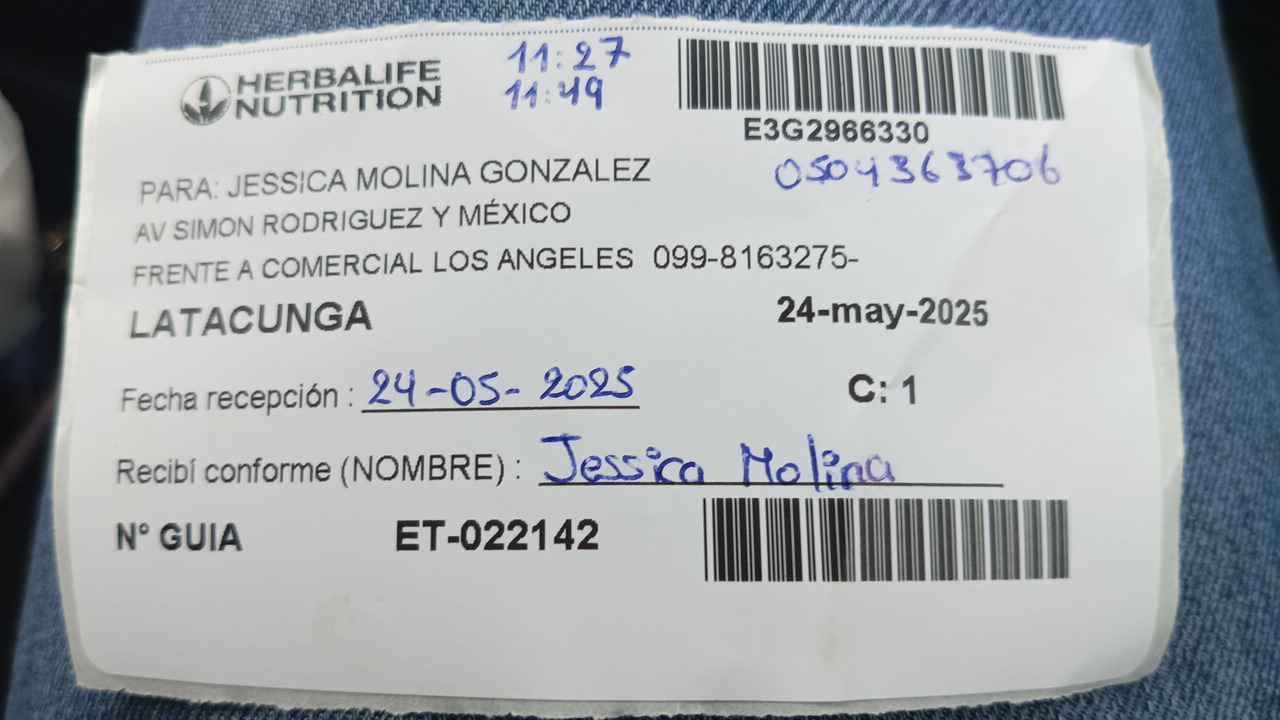 HERBALIFE
NUTRITION
11:27
11:49
E3G2966330
0504363706
PARA: JESSICA MOLINA GONZALEZ
AV SIMON RODRIGUEZ Y MÉXICO
FRENTE A COMERCIAL LOS ANGELES 099-8163275-
LATACUNGA 24-may-2025
Fecha recepción : 24-05-2025 C: 1
Recibí conforme (NOMBRE) : Jessica Molina
N° GUIA ET-022142